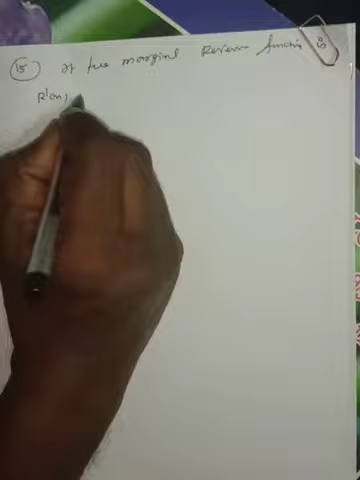 (15) If the marginal Revenue function is
R'(x)